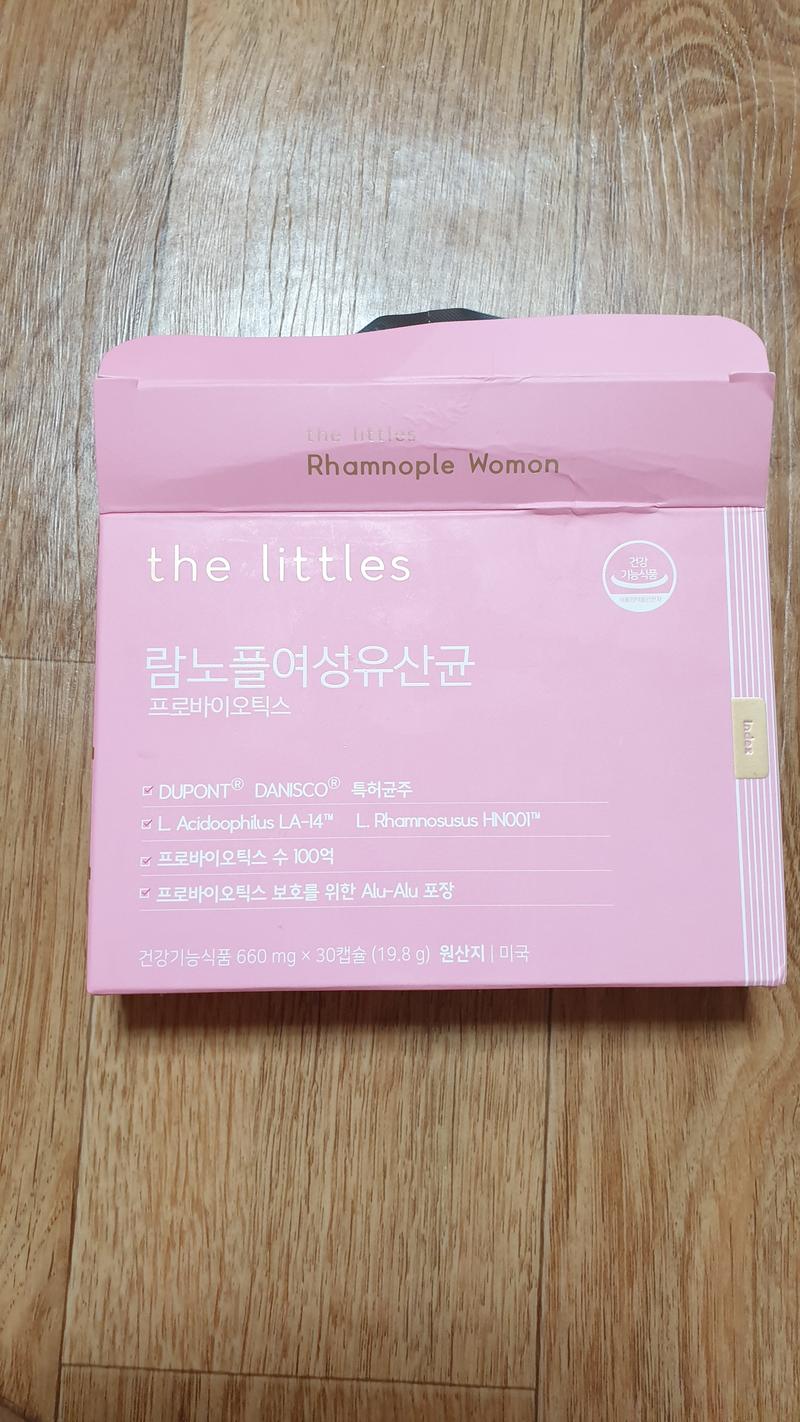 the littles
Rhamnople Womon
the littles
건강
기능식품
람노플여성유산균
프로바이오틱스
DUPONT® DANISCO® 특허균주
L. Acidoophilus LA-14™ L. Rhamnosusus HN001™
프로바이오틱스 수 100억
프로바이오틱스 보호를 위한 Alu-Alu 포장
건강기능식품 660 mg × 30캡슐 (19.8 g) 원산지 | 미국
index